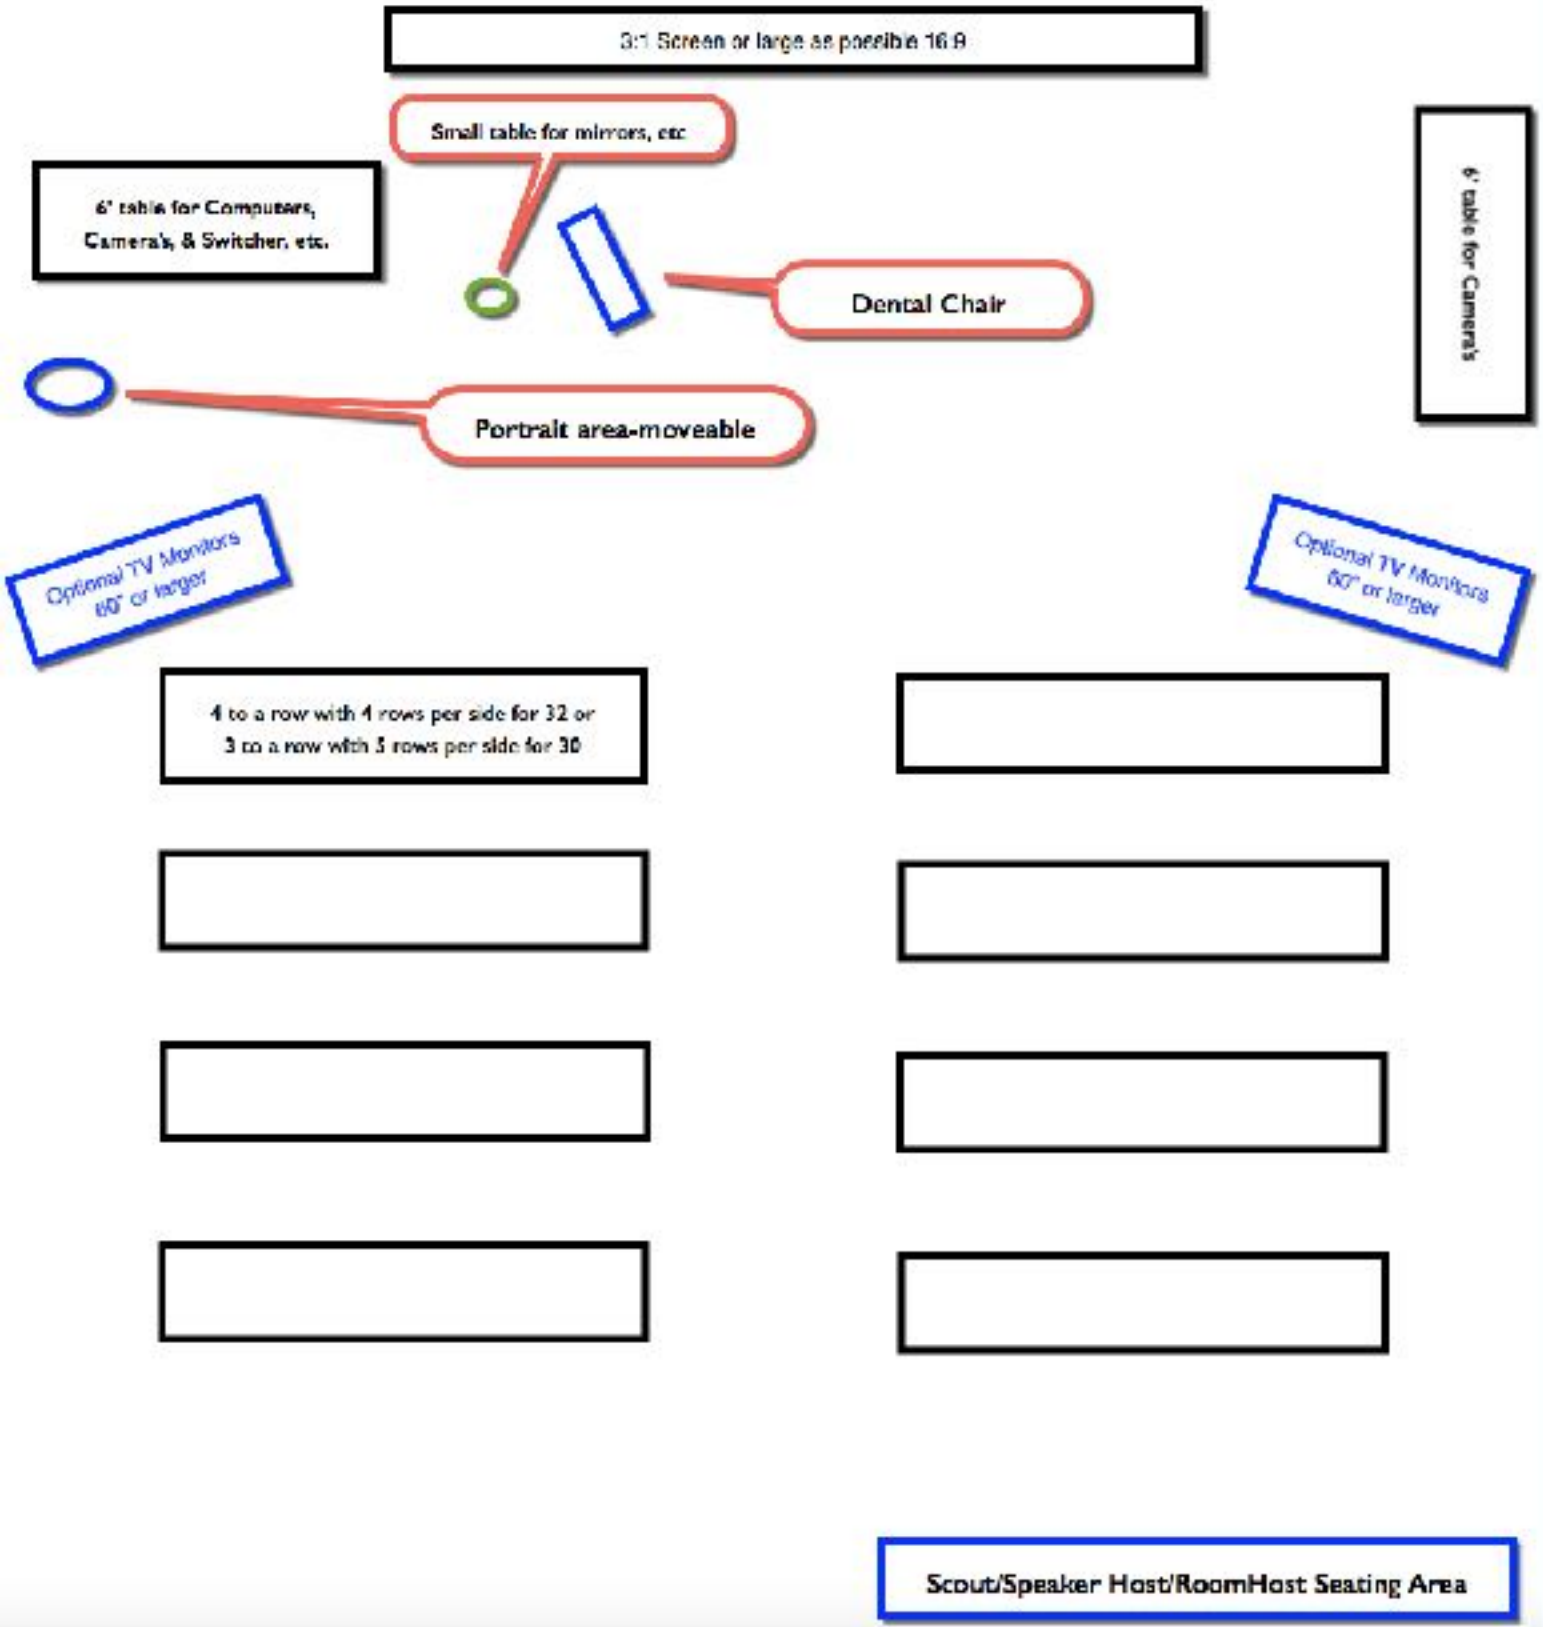 3:1 Screen or large as possible 16:9
Small table for mirrors, etc
6' table for Computers,
Camera's, & Switcher, etc.
6' table for Camera's
Dental Chair
Portrait area-moveable
Optional TV Monitors
60" or larger
Optional TV Monitors
60" or larger
4 to a row with 4 rows per side for 32 or
3 to a row with 5 rows per side for 30
Scout/Speaker Host/RoomHost Seating Area